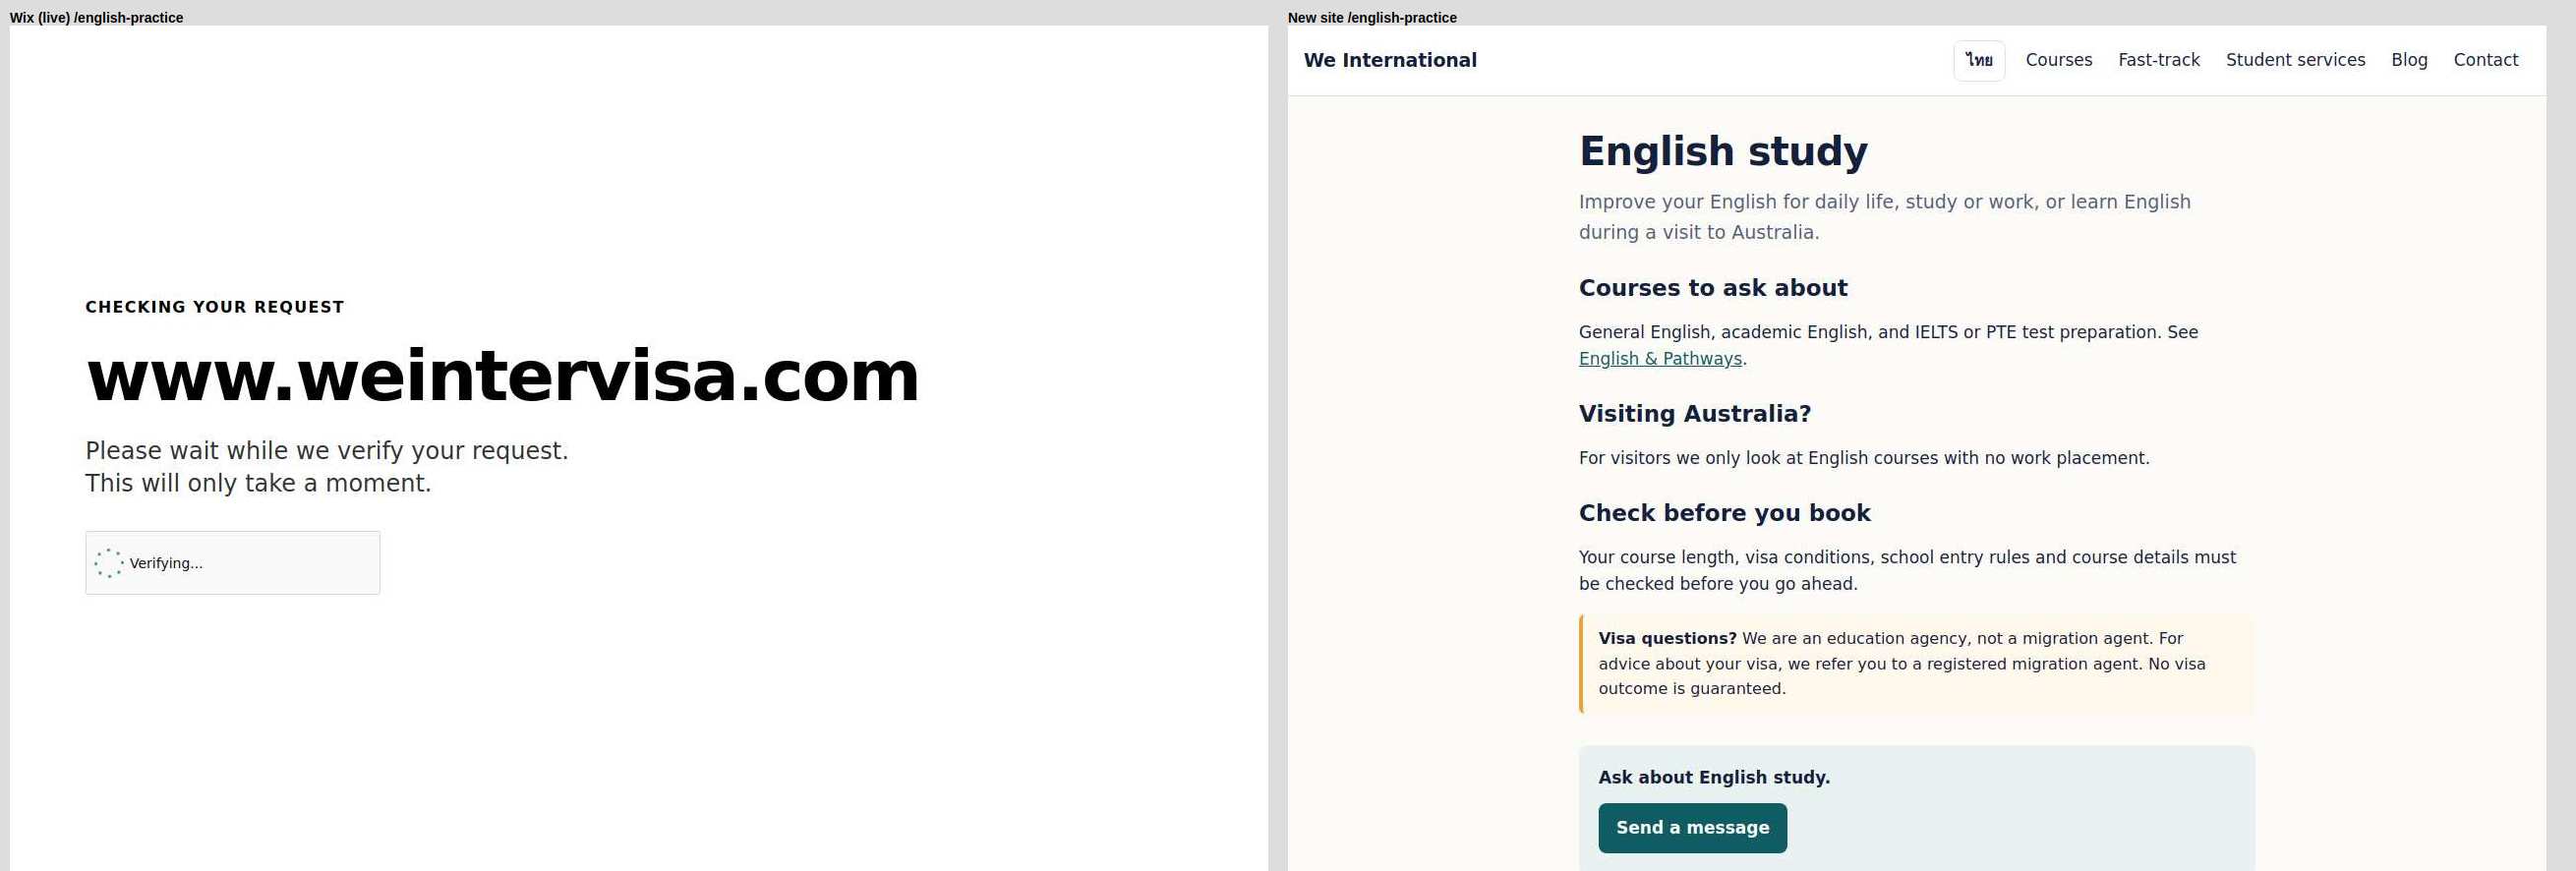 Wix (live) /english-practice
CHECKING YOUR REQUEST
www.weintervisa.com
Please wait while we verify your request.
This will only take a moment.
Verifying...
New site /english-practice
We International
ไทย
Courses
Fast-track
Student services
Blog
Contact
English study
Improve your English for daily life, study or work, or learn English
during a visit to Australia.
Courses to ask about
General English, academic English, and IELTS or PTE test preparation. See
English & Pathways.
Visiting Australia?
For visitors we only look at English courses with no work placement.
Check before you book
Your course length, visa conditions, school entry rules and course details must
be checked before you go ahead.
Visa questions? We are an education agency, not a migration agent. For
advice about your visa, we refer you to a registered migration agent. No visa
outcome is guaranteed.
Ask about English study.
Send a message